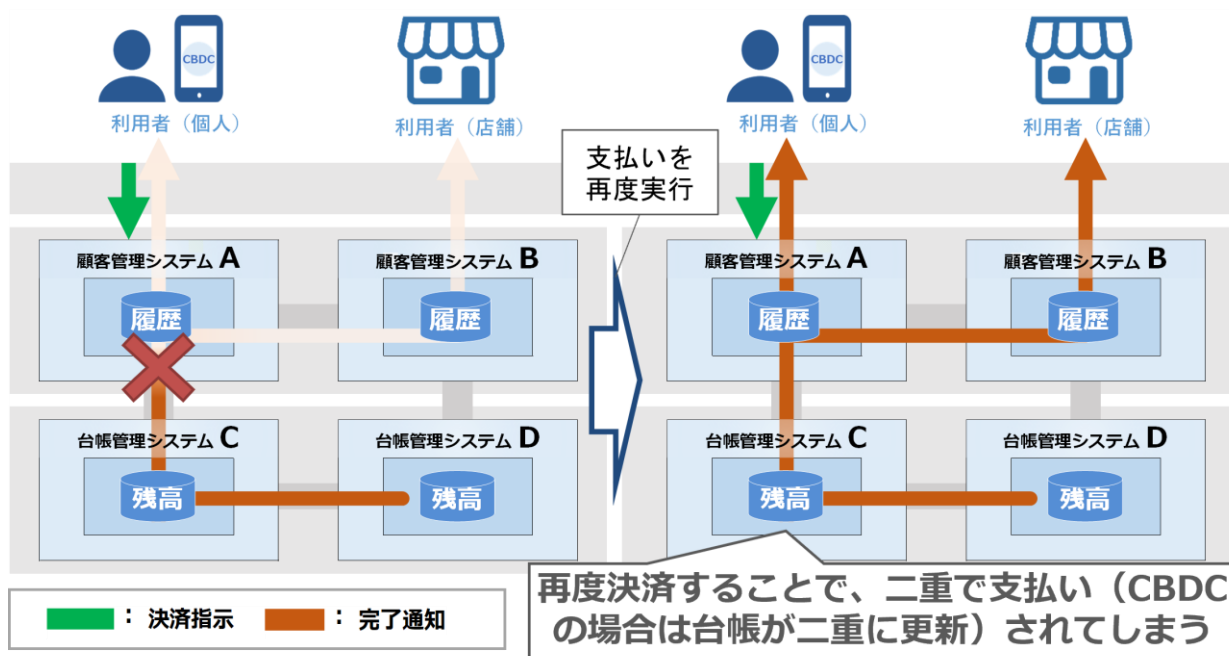 CBDC
利用者（個人）
利用者（店舗）
顧客管理システム A
履歴
顧客管理システム B
履歴
台帳管理システム C
残高
台帳管理システム D
残高
支払いを
再度実行
CBDC
利用者（個人）
利用者（店舗）
顧客管理システム A
履歴
顧客管理システム B
履歴
台帳管理システム C
残高
台帳管理システム D
残高
再度決済することで、二重で支払い（CBDC
の場合は台帳が二重に更新）されてしまう
： 決済指示
： 完了通知